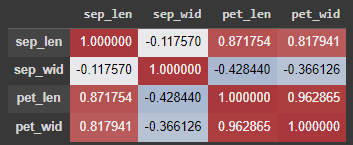 sep_len sep_wid pet_len pet_wid
sep_len 1.000000 -0.117570 0.871754 0.817941
sep_wid -0.117570 1.000000 -0.428440 -0.366126
pet_len 0.871754 -0.428440 1.000000 0.962865
pet_wid 0.817941 -0.366126 0.962865 1.000000